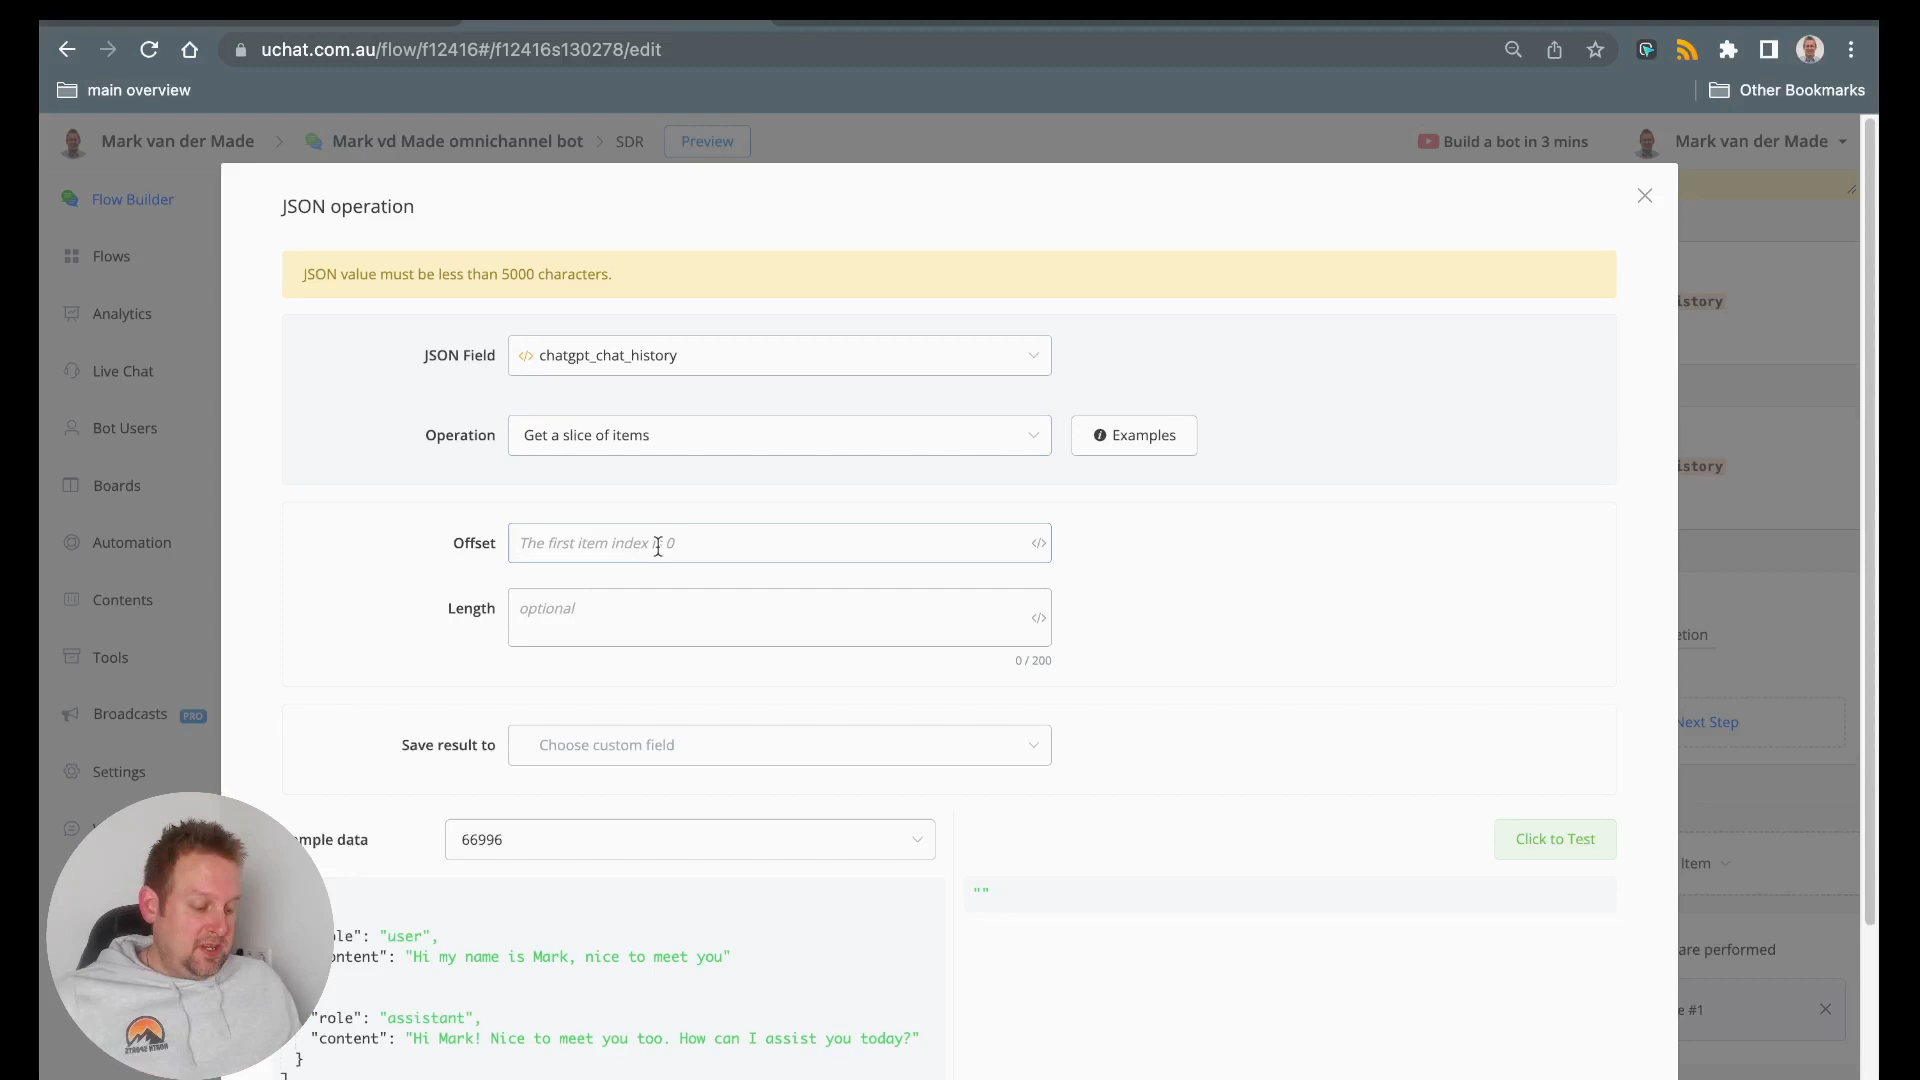 uchat.com.au/flow/f12416#/f12416s130278/edit
main overview
Other Bookmarks
Mark van der Made
Mark vd Made omnichannel bot
SDR
Preview
Build a bot in 3 mins
Mark van der Made
Flow Builder
Flows
Analytics
Live Chat
Bot Users
Boards
Automation
Contents
Tools
Broadcasts PRO
Settings
JSON operation
JSON value must be less than 5000 characters.
JSON Field
</> chatgpt_chat_history
Operation
Get a slice of items
Examples
Offset
The first item index is 0
</>
Length
optional
</>
0 / 200
Save result to
Choose custom field
mple data
66996
Click to Test
""
ole": "user",
ontent": "Hi my name is Mark, nice to meet you"
"role": "assistant",
"content": "Hi Mark! Nice to meet you too. How can I assist you today?"
}
]
istory
istory
etion
Next Step
Item
are performed
e #1